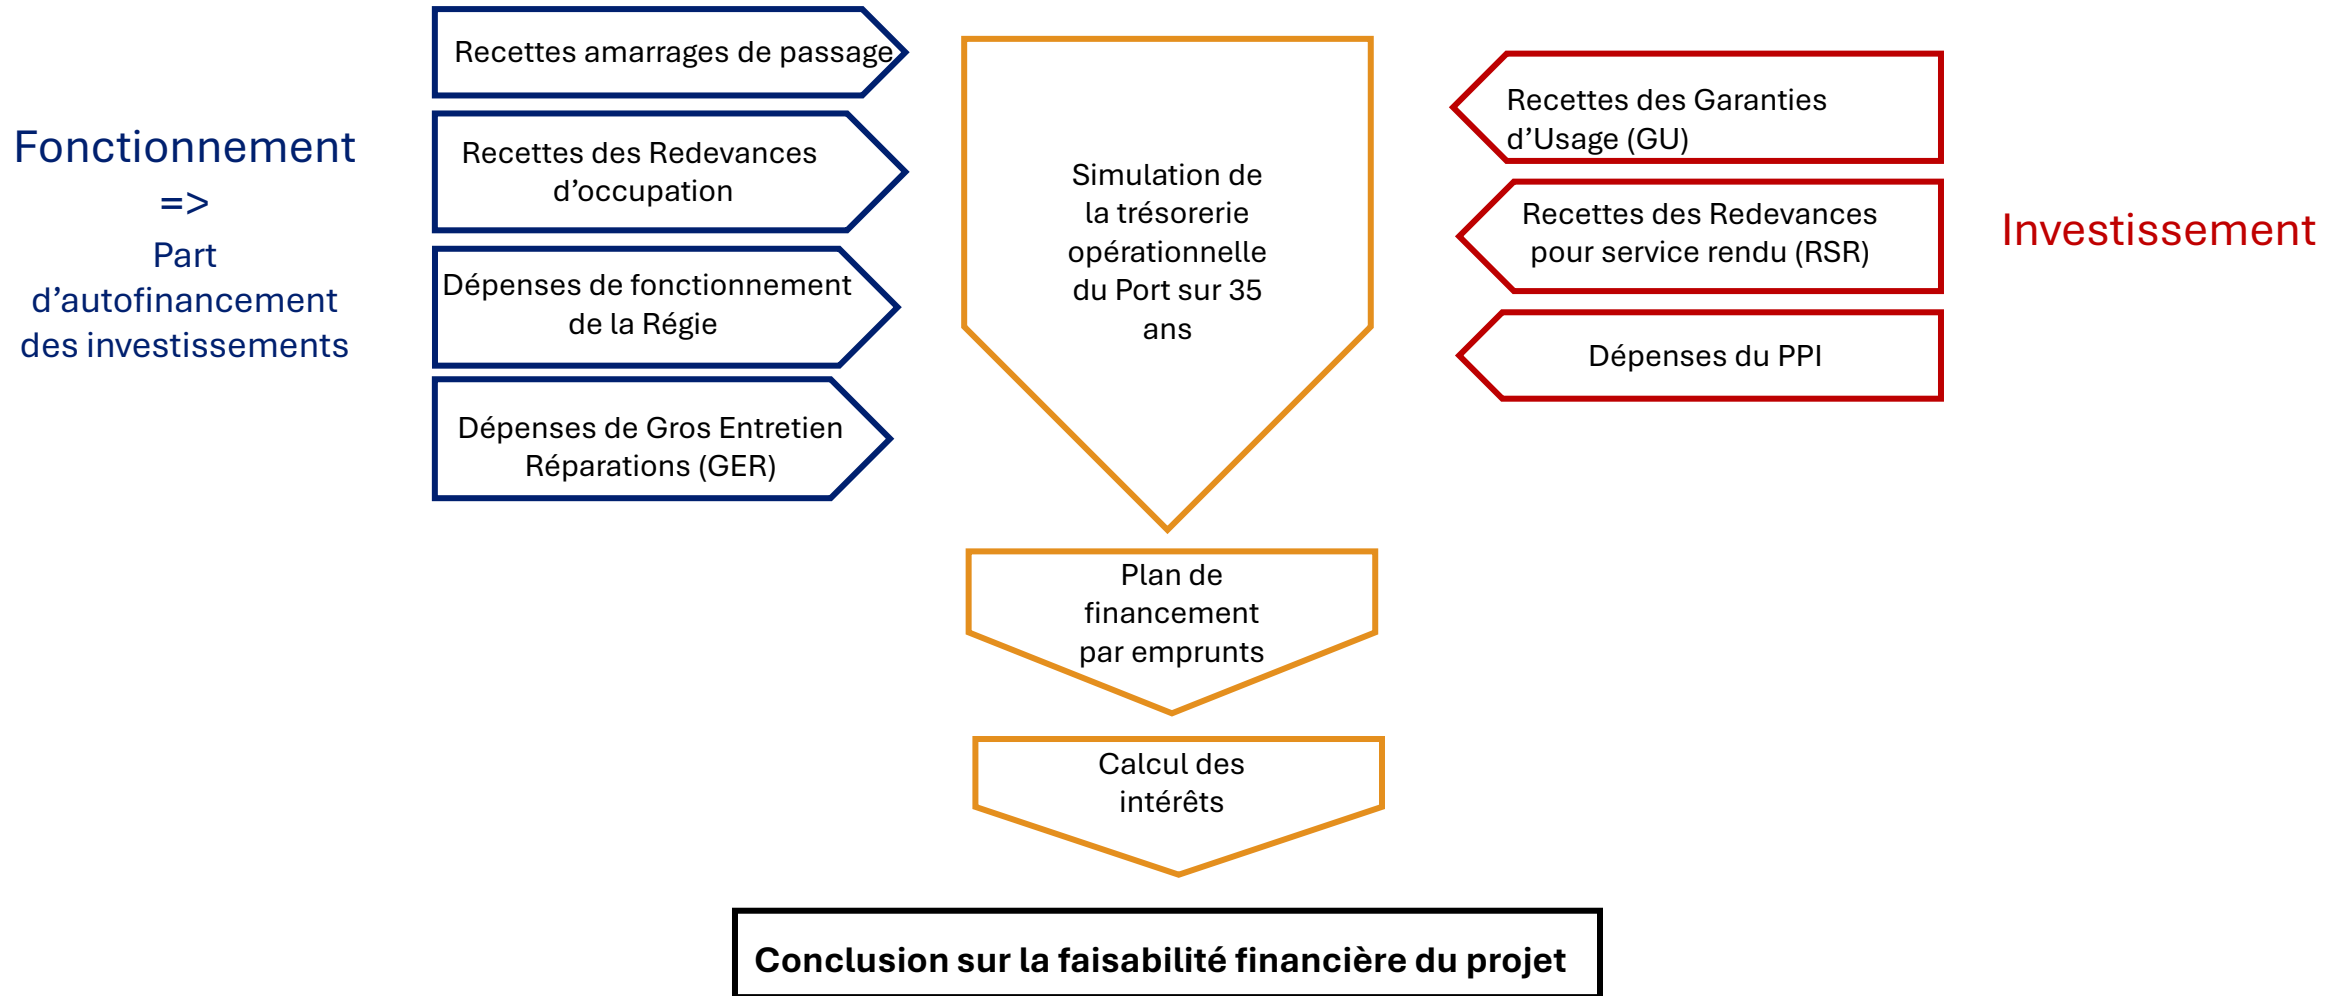 Fonctionnement
=>
Part
d’autofinancement
des investissements
Recettes amarrages de passage
Recettes des Redevances
d’occupation
Dépenses de fonctionnement
de la Régie
Dépenses de Gros Entretien
Réparations (GER)
Simulation de
la trésorerie
opérationnelle
du Port sur 35
ans
Recettes des Garanties
d’Usage (GU)
Recettes des Redevances
pour service rendu (RSR)
Dépenses du PPI
Investissement
Plan de
financement
par emprunts
Calcul des
intérêts
Conclusion sur la faisabilité financière du projet